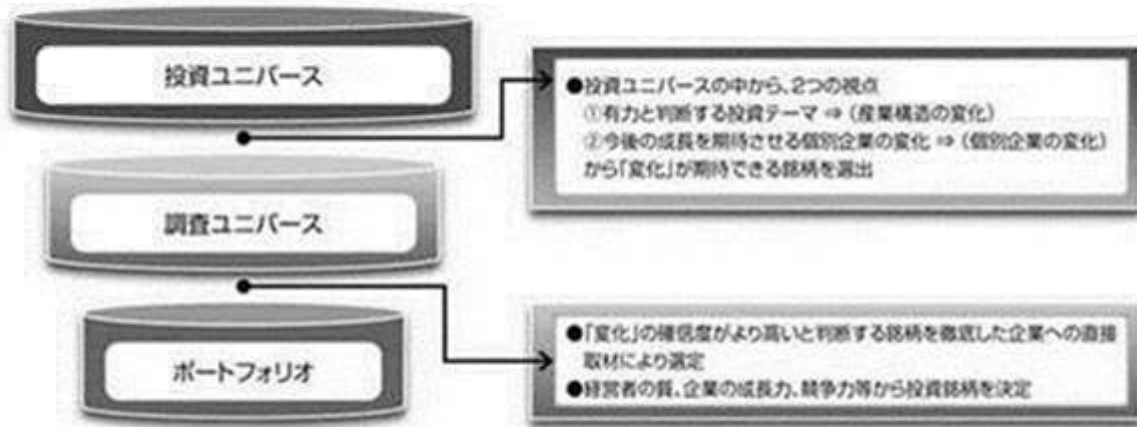 投資ユニバース
●投資ユニバースの中から、2つの視点
①有力と判断する投資テーマ ⇒ (産業構造の変化)
②今後の成長を期待させる個別企業の変化 ⇒ (個別企業の変化)
から「変化」が期待できる銘柄を選出
調査ユニバース
ポートフォリオ
●「変化」の確信度がより高いと判断する銘柄を徹底した企業への直接
取材により選定
●経営者の質、企業の成長力、競争力等から投資銘柄を決定